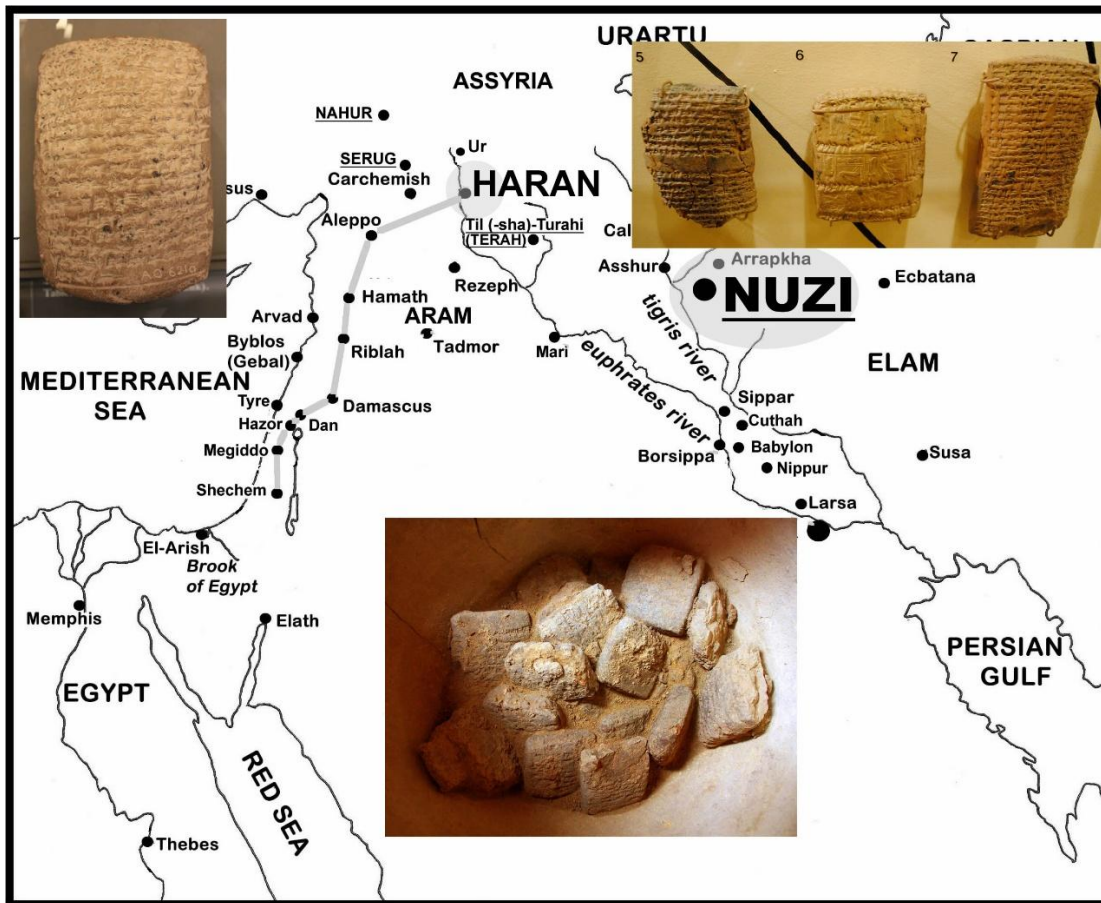 URARTU
ASSYRIA
5
6
7
NAHUR
Ur
SERUG
Carchemish
HARAN
Aleppo
Til (-sha)-Turahi
(TERAH)
Asshur
Arrapkha
NUZI
Ecbatana
Rezeph
Hamath
ARAM
Arvad
Tadmor
Riblah
Mari
Byblos
(Gebal)
tigris river
euphrates river
ELAM
MEDITERRANEAN
SEA
Tyre
Damascus
Hazor
Dan
Megiddo
Shechem
Sippar
Cuthah
Borsippa
Babylon
Nippur
Susa
Larsa
El-Arish
Brook
of Egypt
Memphis
Elath
EGYPT
RED SEA
PERSIAN
GULF
Thebes